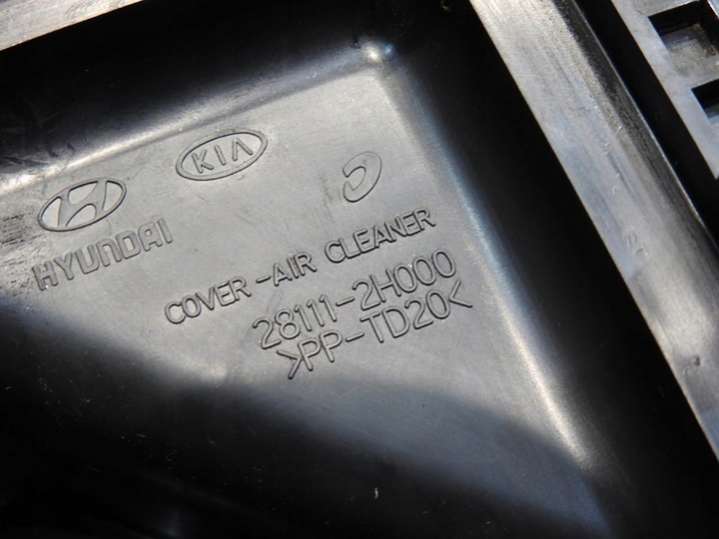 KIA
HYUNDAI
COVER-AIR CLEANER
28111-2H000
>PP-TD20<